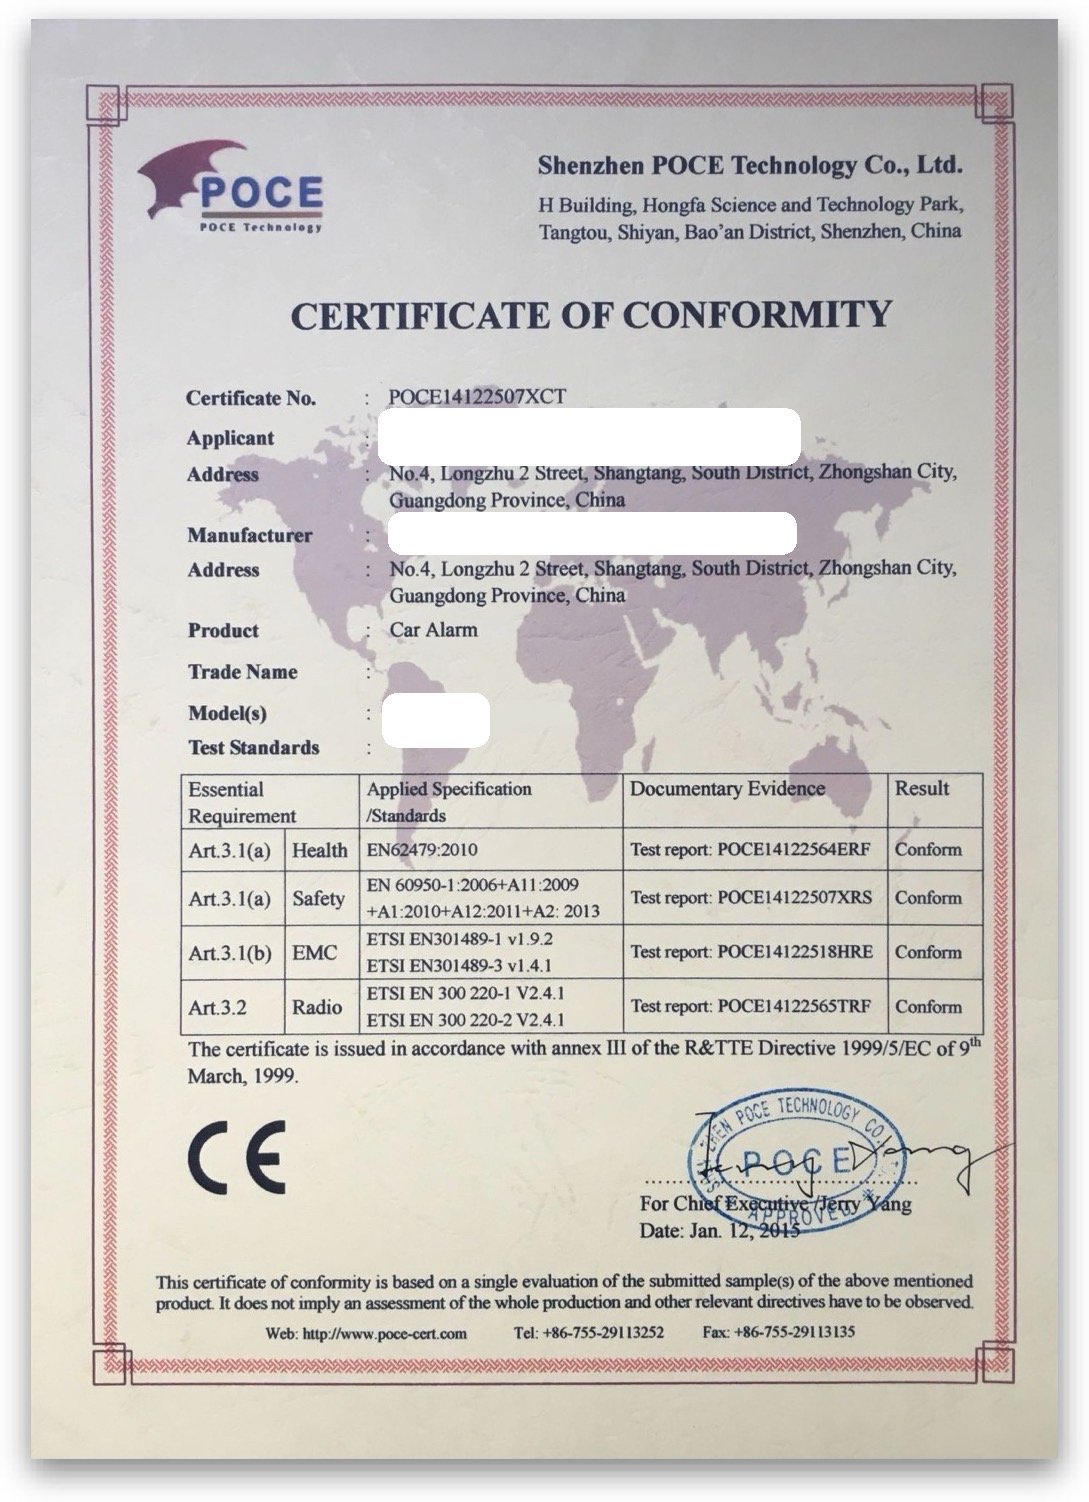 POCE
POCE Technology
Shenzhen POCE Technology Co., Ltd.
H Building, Hongfa Science and Technology Park,
Tangtou, Shiyan, Bao'an District, Shenzhen, China
CERTIFICATE OF CONFORMITY
Certificate No. : POCE14122507XCT
Applicant :
Address : No.4, Longzhu 2 Street, Shangtang, South District, Zhongshan City,
Guangdong Province, China
Manufacturer :
Address : No.4, Longzhu 2 Street, Shangtang, South District, Zhongshan City,
Guangdong Province, China
Product : Car Alarm
Trade Name :
Model(s) :
Test Standards :
Essential Requirement Applied Specification /Standards Documentary Evidence Result
Art.3.1(a) Health EN62479:2010 Test report: POCE14122564ERF Conform
Art.3.1(a) Safety EN 60950-1:2006+A11:2009 +A1:2010+A12:2011+A2: 2013 Test report: POCE14122507XRS Conform
Art.3.1(b) EMC ETSI EN301489-1 v1.9.2 ETSI EN301489-3 v1.4.1 Test report: POCE14122518HRE Conform
Art.3.2 Radio ETSI EN 300 220-1 V2.4.1 ETSI EN 300 220-2 V2.4.1 Test report: POCE14122565TRF Conform
The certificate is issued in accordance with annex III of the R&TTE Directive 1999/5/EC of 9th
March, 1999.
CE
SHENZHEN POCE TECHNOLOGY CO.
POCE
APPROVED
Jerry Yang
For Chief Executive /Jerry Yang
Date: Jan. 12, 2015
This certificate of conformity is based on a single evaluation of the submitted sample(s) of the above mentioned
product. It does not imply an assessment of the whole production and other relevant directives have to be observed.
Web: http://www.poce-cert.com Tel: +86-755-29113252 Fax: +86-755-29113135